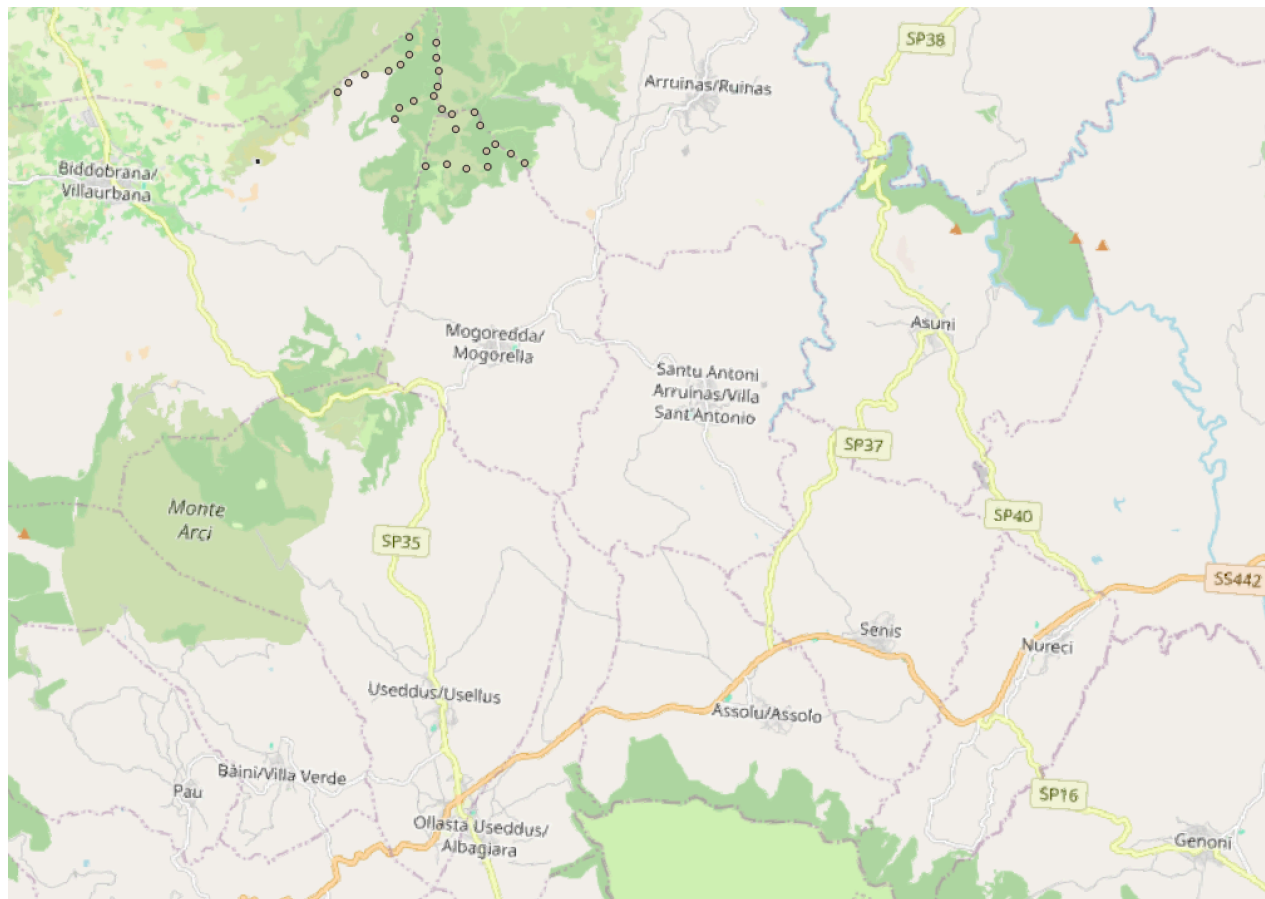 SP38
Arruinas/Ruinas
Biddobrana/
Villaurbana
Asuni
Mogoredda/
Mogorella
Santu Antoni
Arruinas/Villa
Sant'Antonio
SP37
Monte
Arci
SP40
SP35
SS442
Senis
Nureci
Useddus/Usellus
Assolu/Assolo
Bàini/Villa Verde
Pau
SP16
Ollasta Useddus/
Albagiara
Genoni